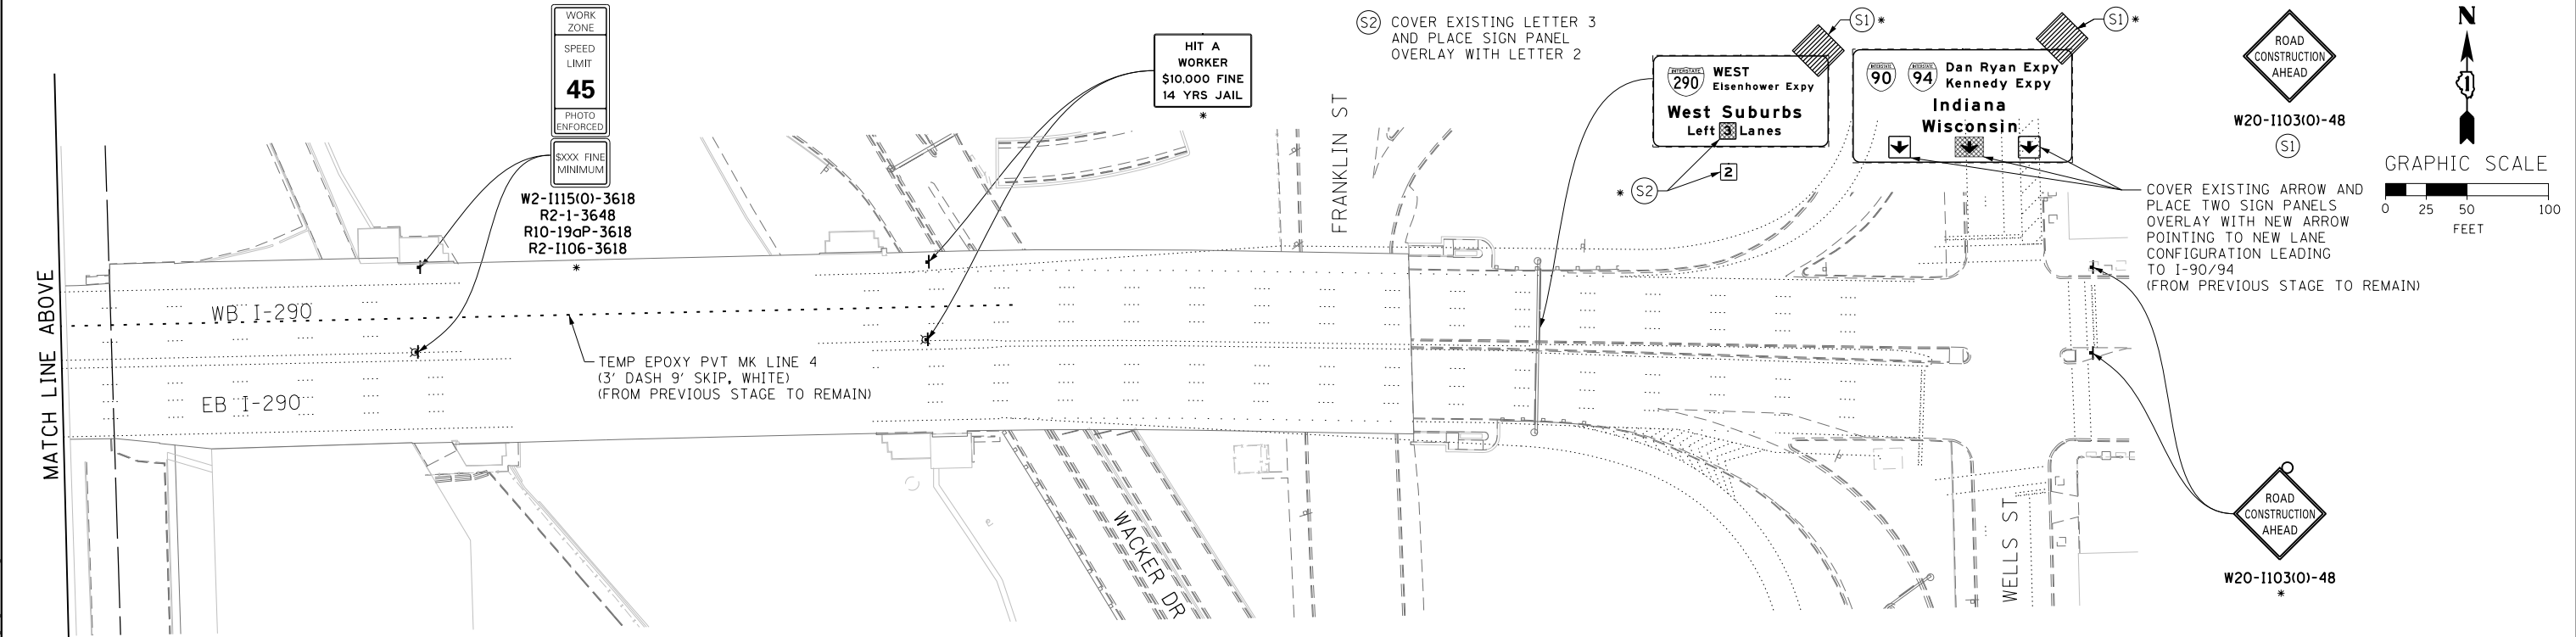 WORK
ZONE
SPEED
LIMIT
45
PHOTO
ENFORCED
$XXX FINE
MINIMUM
W2-I115(O)-3618
R2-1-3648
R10-19aP-3618
R2-I106-3618
*
HIT A
WORKER
$10,000 FINE
14 YRS JAIL
*
S2 COVER EXISTING LETTER 3
AND PLACE SIGN PANEL
OVERLAY WITH LETTER 2
S1 *
INTERSTATE
290
WEST
Eisenhower Expy
West Suburbs
Left 3 Lanes
2
* S2
S1 *
INTERSTATE
90
INTERSTATE
94
Dan Ryan Expy
Kennedy Expy
Indiana
Wisconsin
ROAD
CONSTRUCTION
AHEAD
W20-I103(O)-48
S1
N
1
GRAPHIC SCALE
0 25 50 100
FEET
COVER EXISTING ARROW AND
PLACE TWO SIGN PANELS
OVERLAY WITH NEW ARROW
POINTING TO NEW LANE
CONFIGURATION LEADING
TO I-90/94
(FROM PREVIOUS STAGE TO REMAIN)
MATCH LINE ABOVE
WB I-290
EB I-290
TEMP EPOXY PVT MK LINE 4
(3' DASH 9' SKIP, WHITE)
(FROM PREVIOUS STAGE TO REMAIN)
FRANKLIN ST
WACKER DR
WELLS ST
ROAD
CONSTRUCTION
AHEAD
W20-I103(O)-48
*